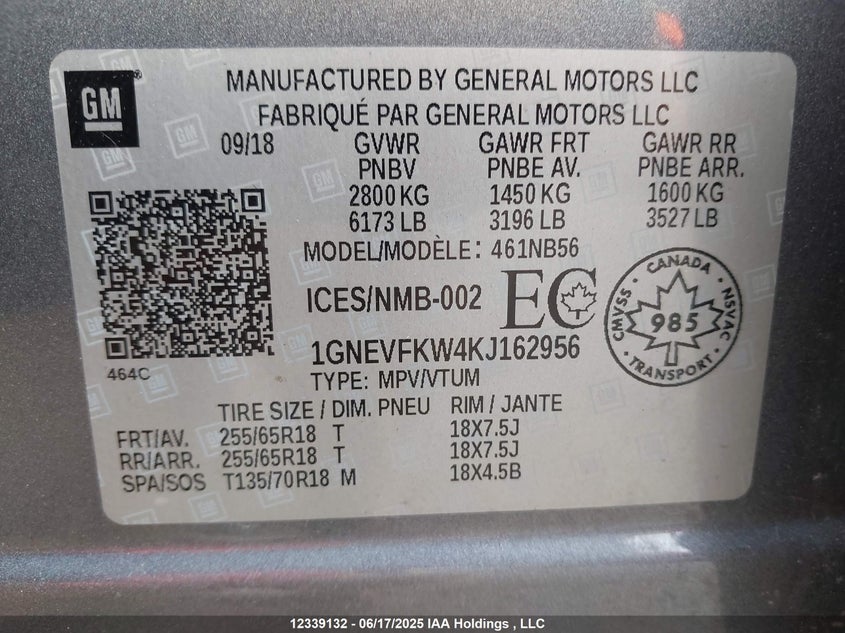 GM
MANUFACTURED BY GENERAL MOTORS LLC
FABRIQUÉ PAR GENERAL MOTORS LLC
09/18 GVWR GAWR FRT GAWR RR
PNBV PNBE AV. PNBE ARR.
2800 KG 1450 KG 1600 KG
6173 LB 3196 LB 3527 LB
MODEL/MODÈLE: 461NB56
ICES/NMB-002 EC
CANADA CMVSS 985 NSVAC TRANSPORT
1GNEVFKW4KJ162956
464C
TYPE: MPV/VTUM
TIRE SIZE / DIM. PNEU RIM / JANTE
FRT/AV. 255/65R18 T 18X7.5J
RR/ARR. 255/65R18 T 18X7.5J
SPA/SOS T135/70R18 M 18X4.5B
12339132 - 06/17/2025 IAA Holdings , LLC